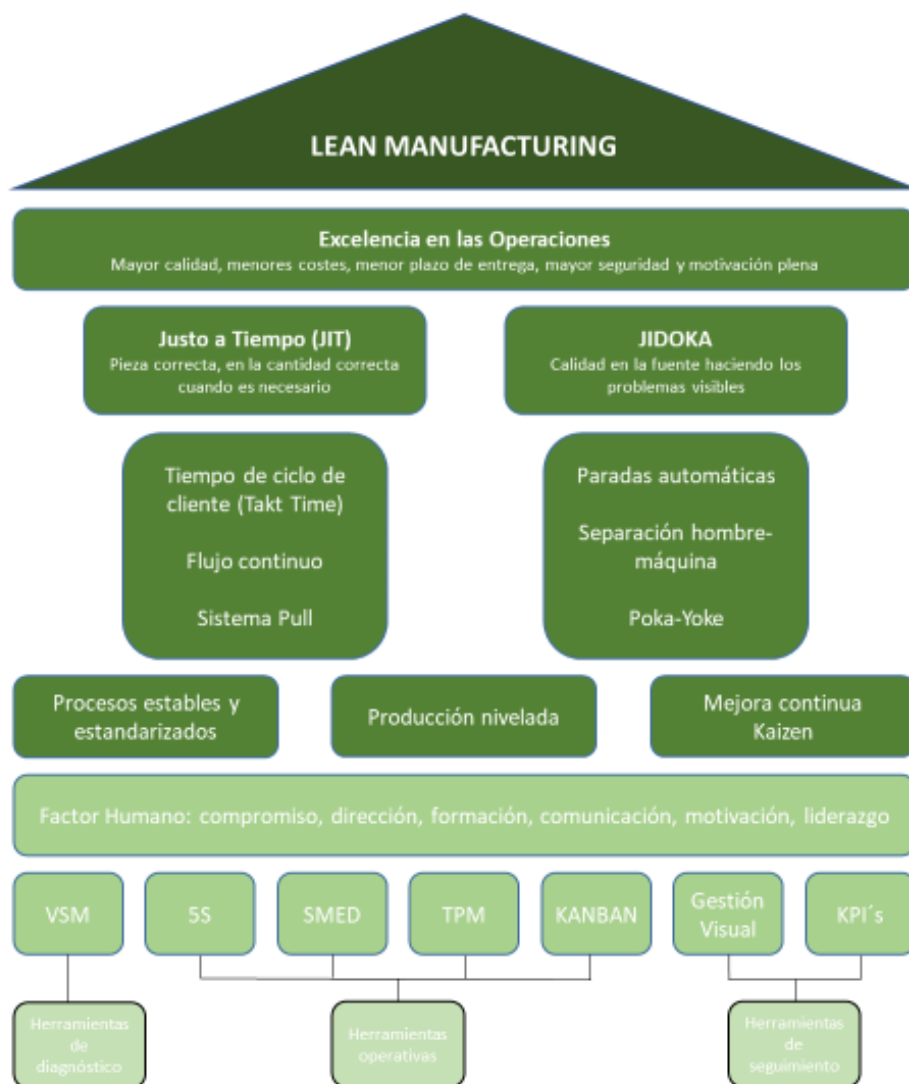 LEAN MANUFACTURING
Excelencia en las Operaciones
Mayor calidad, menores costes, menor plazo de entrega, mayor seguridad y motivación plena
Justo a Tiempo (JIT)
Pieza correcta, en la cantidad correcta
cuando es necesario
JIDOKA
Calidad en la fuente haciendo los
problemas visibles
Tiempo de ciclo de
cliente (Takt Time)
Flujo continuo
Sistema Pull
Paradas automáticas
Separación hombre-
máquina
Poka-Yoke
Procesos estables y
estandarizados
Producción nivelada
Mejora continua
Kaizen
Factor Humano: compromiso, dirección, formación, comunicación, motivación, liderazgo
VSM
5S
SMED
TPM
KANBAN
Gestión
Visual
KPI´s
Herramientas
de
diagnóstico
Herramientas
operativas
Herramientas
de
seguimiento